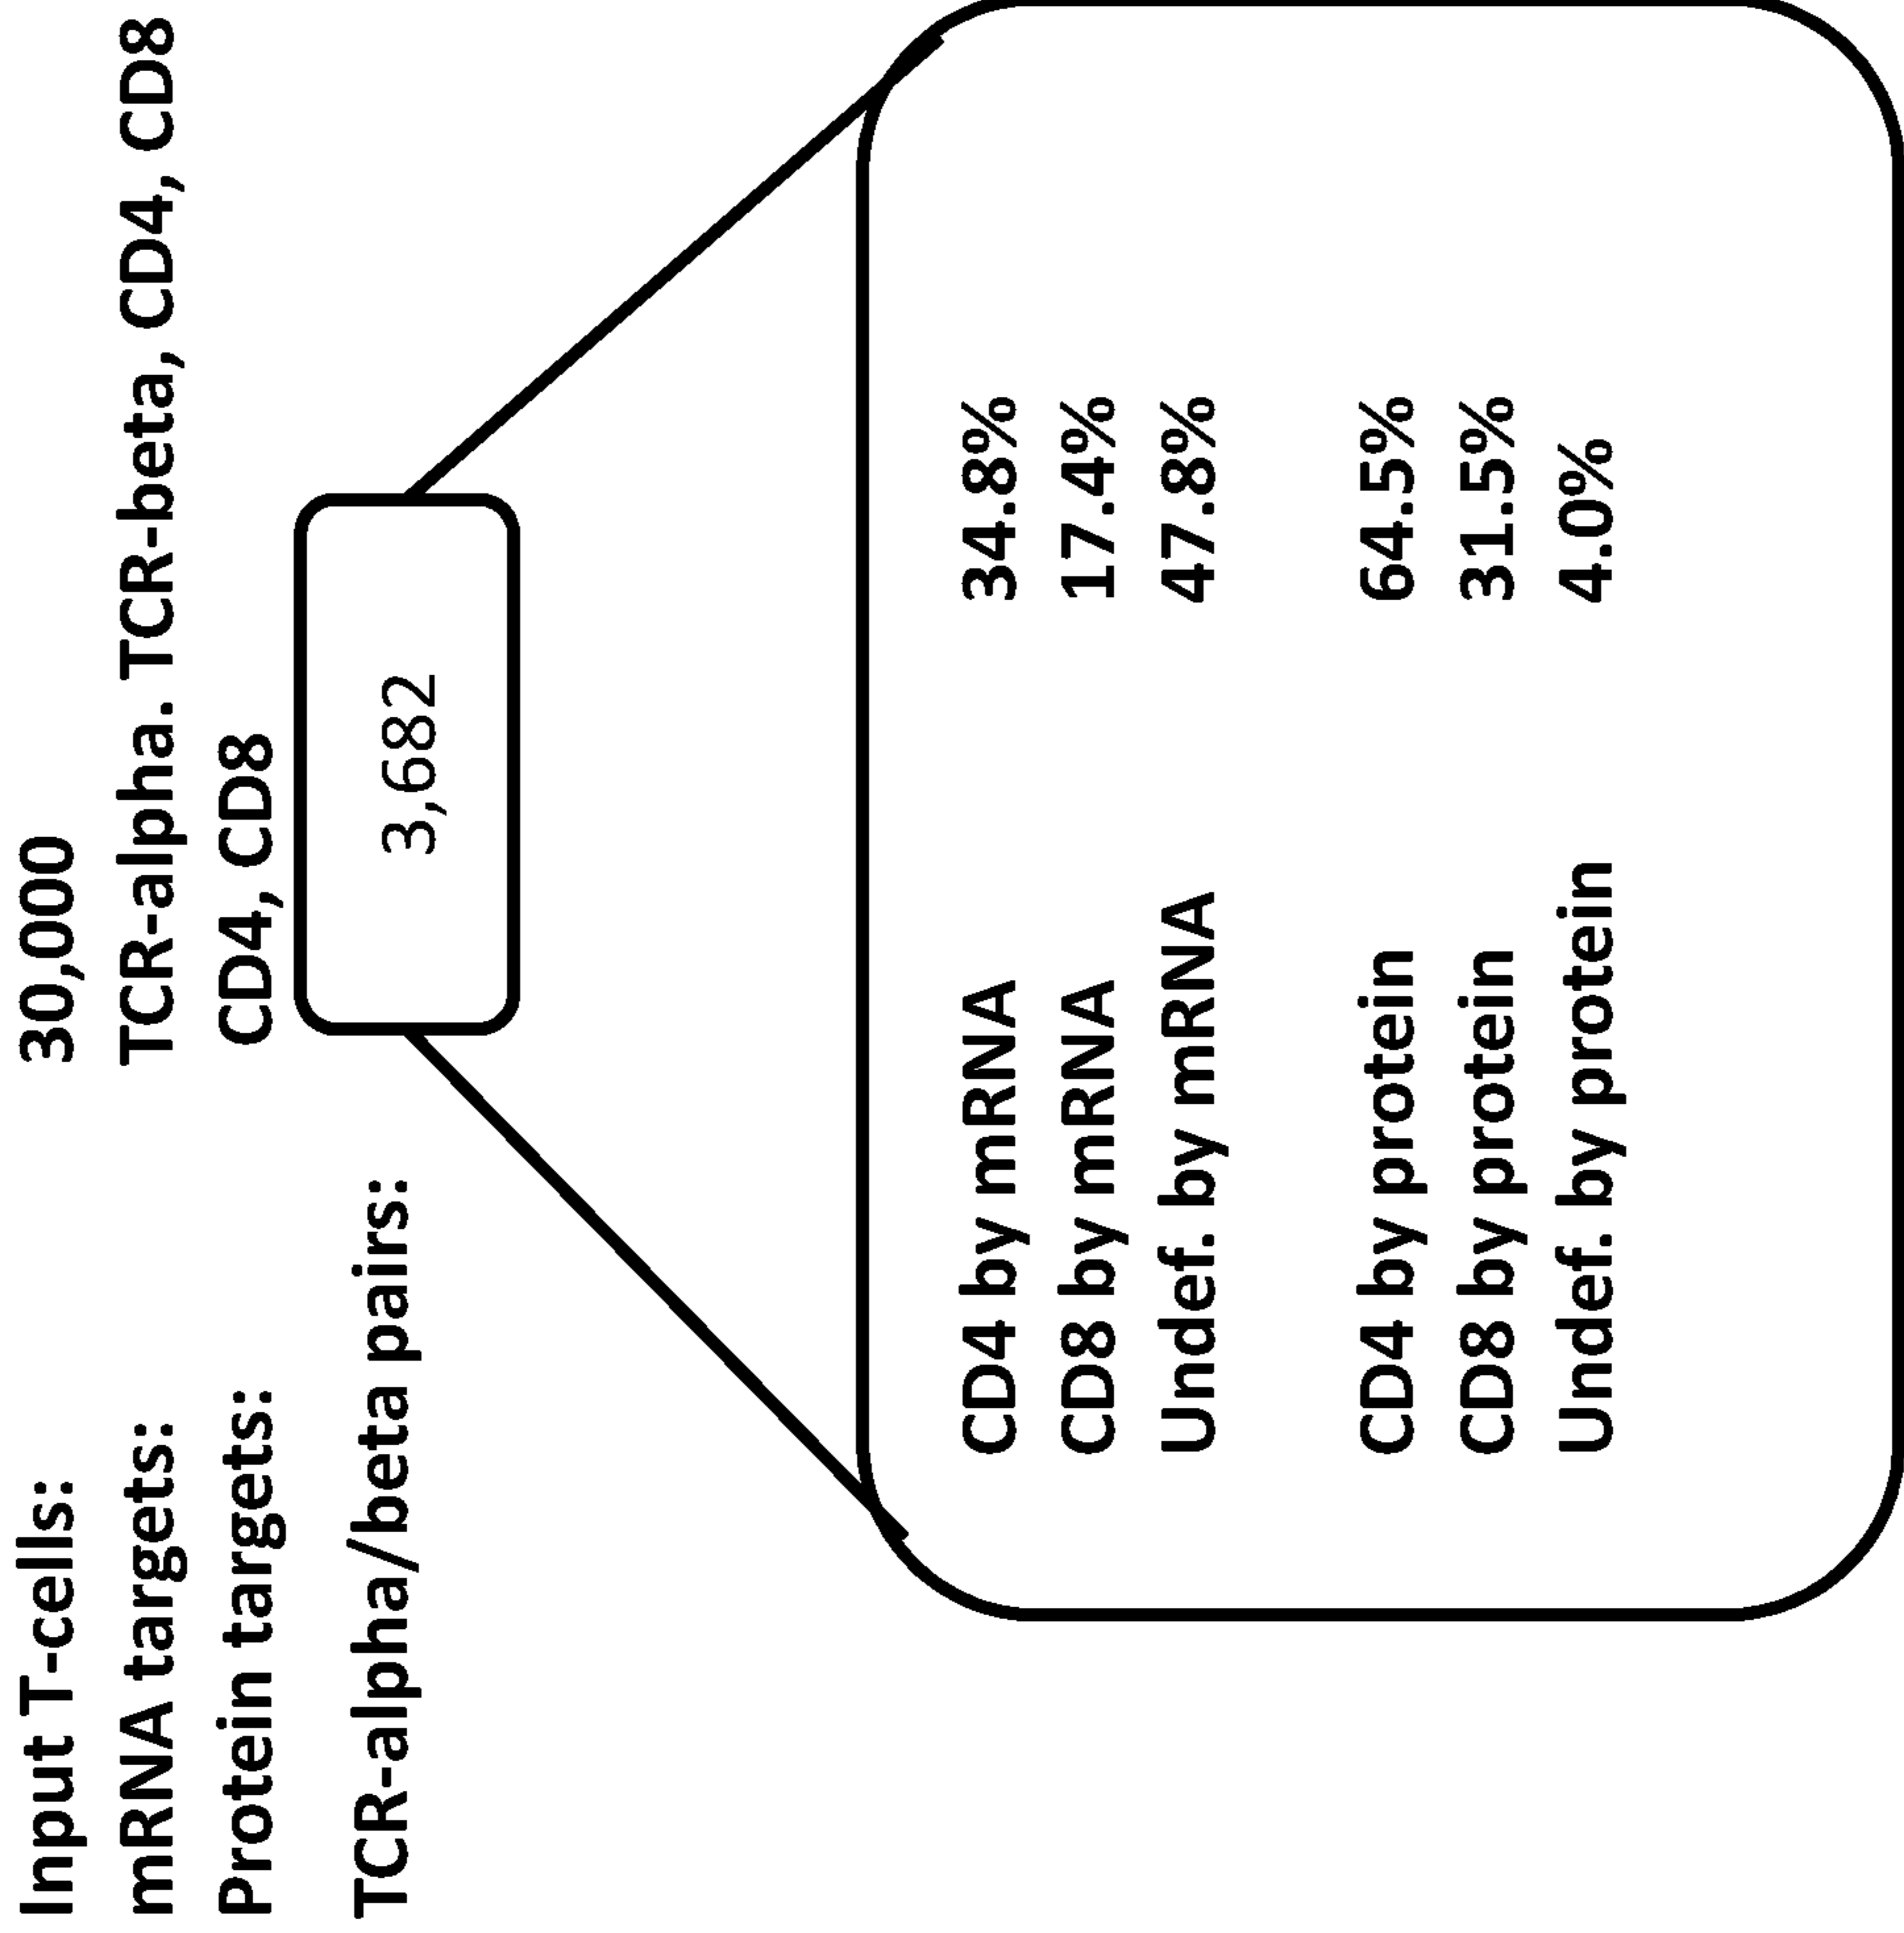 Input T-cells: 30,000
mRNA targets: TCR-alpha. TCR-beta, CD4, CD8
Protein targets: CD4, CD8
TCR-alpha/beta pairs: 3,682
CD4 by mRNA 34.8%
CD8 by mRNA 17.4%
Undef. by mRNA 47.8%
CD4 by protein 64.5%
CD8 by protein 31.5%
Undef. by protein 4.0%